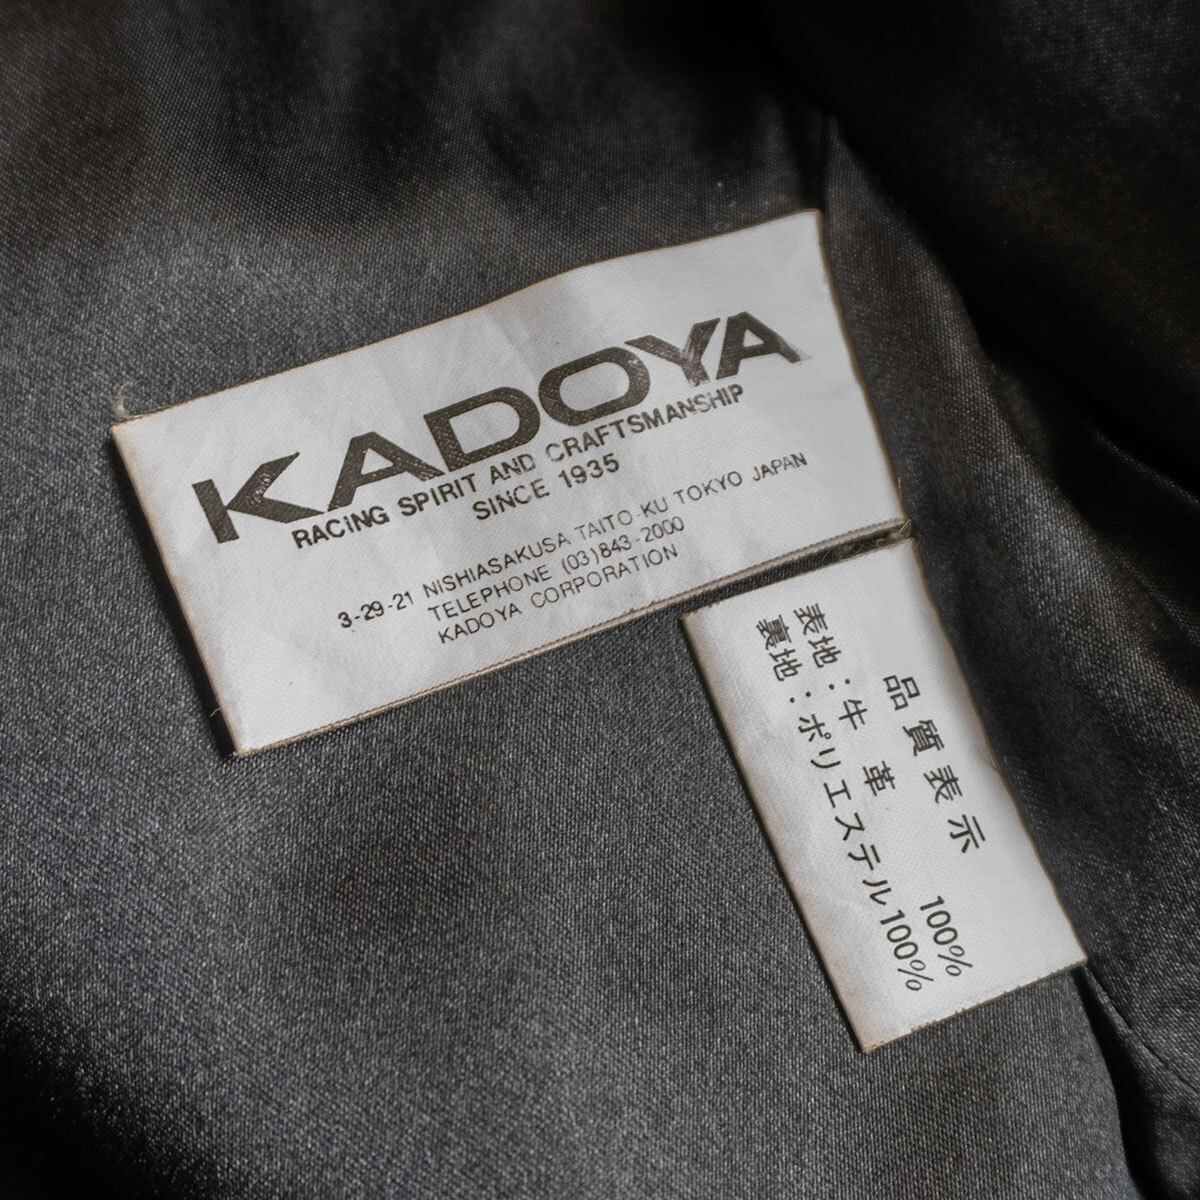 KADOYA
RACING SPIRIT AND CRAFTSMANSHIP
SINCE 1935
3-29-21 NISHIASAKUSA TAITO-KU TOKYO JAPAN
TELEPHONE (03)843-2000
KADOYA CORPORATION
品質表示
表地:牛革 100%
裏地:ポリエステル100%